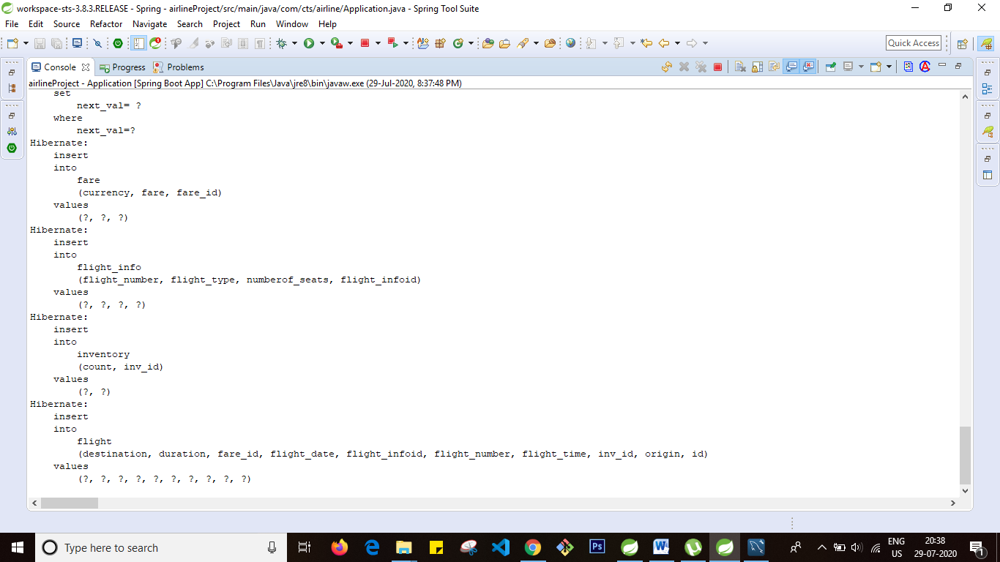 workspace-sts-3.8.3.RELEASE - Spring - airlineProject/src/main/java/com/cts/airline/Application.java - Spring Tool Suite
File Edit Source Refactor Navigate Search Project Run Window Help
Quick Access
Console Progress Problems
airlineProject - Application [Spring Boot App] C:\Program Files\Java\jre8\bin\javaw.exe (29-Jul-2020, 8:37:48 PM)
set
next_val= ?
where
next_val=?
Hibernate:
insert
into
fare
(currency, fare, fare_id)
values
(?, ?, ?)
Hibernate:
insert
into
flight_info
(flight_number, flight_type, numberof_seats, flight_infoid)
values
(?, ?, ?, ?)
Hibernate:
insert
into
inventory
(count, inv_id)
values
(?, ?)
Hibernate:
insert
into
flight
(destination, duration, fare_id, flight_date, flight_infoid, flight_number, flight_time, inv_id, origin, id)
values
(?, ?, ?, ?, ?, ?, ?, ?, ?, ?)
Type here to search
Ps
ENG
US
20:38
29-07-2020
1